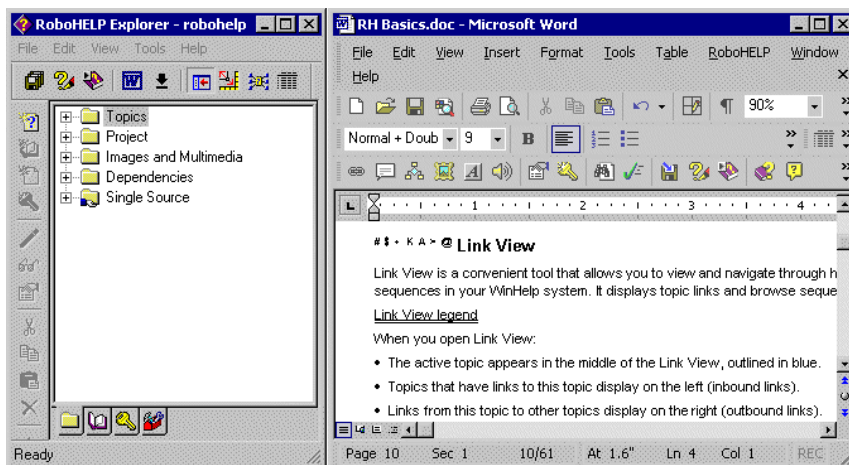 RoboHELP Explorer - robohelp
File Edit View Tools Help
Topics
Project
Images and Multimedia
Dependencies
Single Source
Ready
RH Basics.doc - Microsoft Word
File Edit View Insert Format Tools Table RoboHELP Window
Help
90%
Normal + Doub 9 B
1 2 3 4
# $ + K A > @ Link View
Link View is a convenient tool that allows you to view and navigate through h
sequences in your WinHelp system. It displays topic links and browse seque
Link View legend
When you open Link View:
• The active topic appears in the middle of the Link View, outlined in blue.
• Topics that have links to this topic display on the left (inbound links).
• Links from this topic to other topics display on the right (outbound links).
Page 10 Sec 1 10/61 At 1.6" Ln 4 Col 1 REC